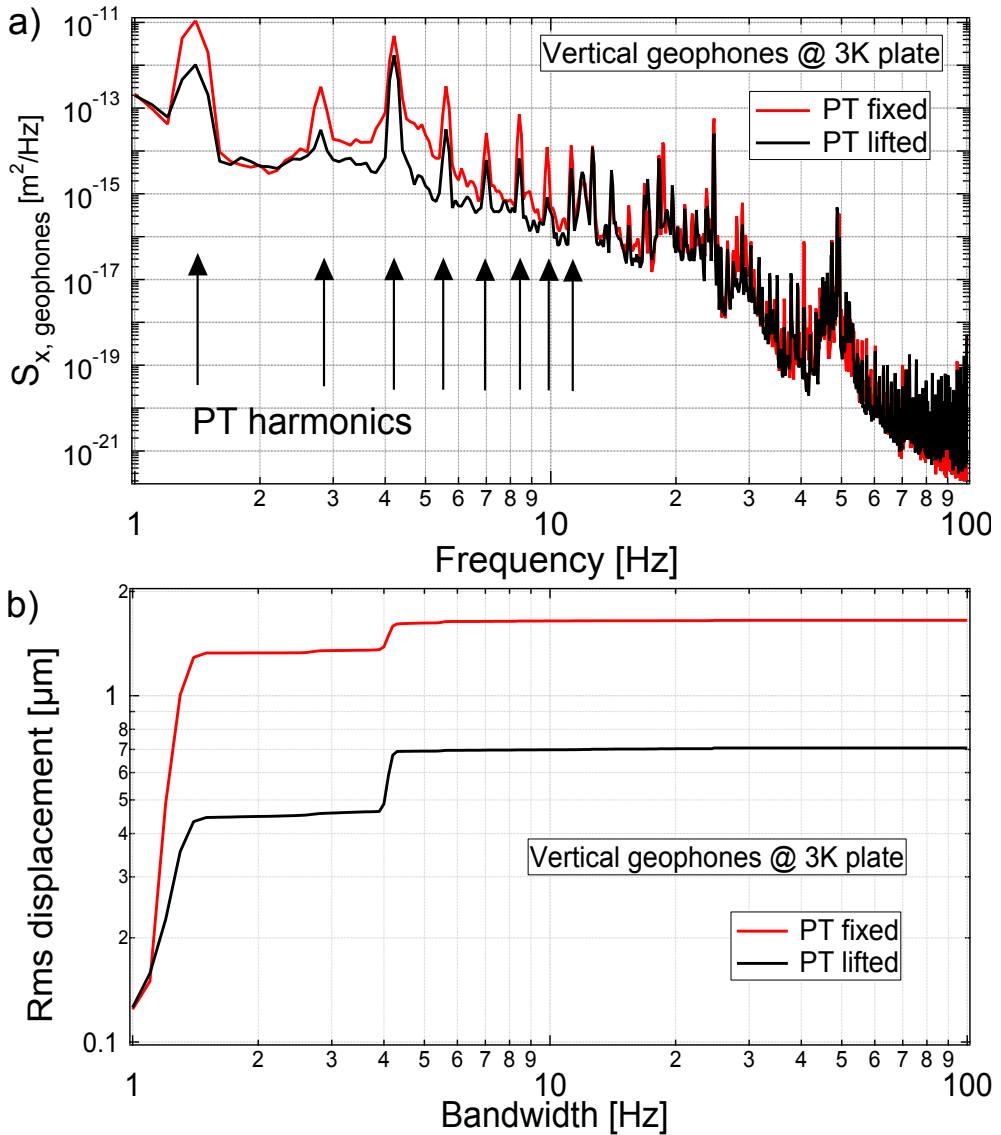 a)
10⁻¹¹
10⁻¹³
10⁻¹⁵
10⁻¹⁷
10⁻¹⁹
10⁻²¹
S x, geophones [m²/Hz]
Vertical geophones @ 3K plate
PT fixed
PT lifted
PT harmonics
2 3 4 5 6 7 8 9 2 3 4 5 6 7 8 9
1 10 100
Frequency [Hz]
b)
2
1
8
7
6
5
4
3
2
0.1
Rms displacement [µm]
Vertical geophones @ 3K plate
PT fixed
PT lifted
2 3 4 5 6 7 8 9 2 3 4 5 6 7 8 9
1 10 100
Bandwidth [Hz]